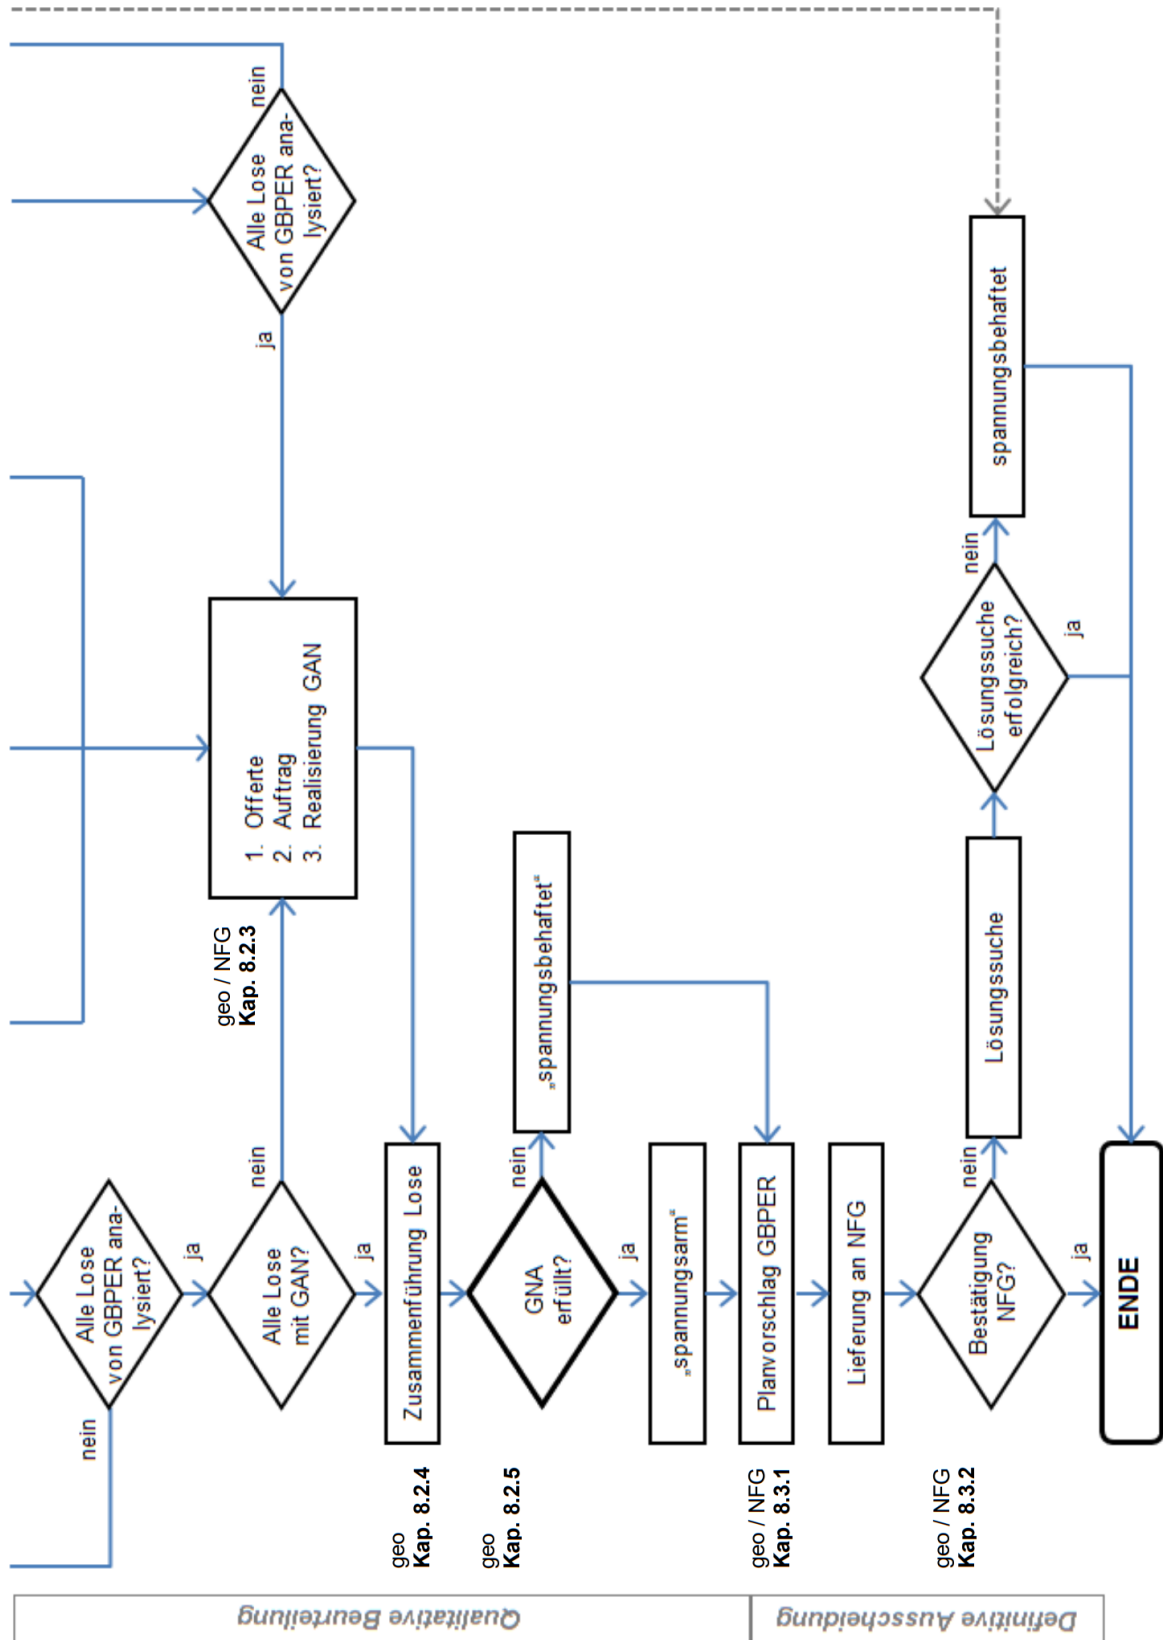 nein
Alle Lose
von GBPER ana-
lysiert?
ja
Alle Lose
von GBPER ana-
lysiert?
nein
ja
geo / NFG
Kap. 8.2.3
1. Offerte
2. Auftrag
3. Realisierung GAN
Alle Lose
mit GAN?
nein
ja
geo
Kap. 8.2.4
Zusammenführung Lose
geo
Kap. 8.2.5
GNA
erfüllt?
nein
„spannungsbehaftet“
ja
„spannungsarm“
geo / NFG
Kap. 8.3.1
Planvorschlag GBPER
Lieferung an NFG
geo / NFG
Kap. 8.3.2
Bestätigung
NFG?
nein
Lösungssuche
Lösungssuche
erfolgreich?
nein
spannungsbehaftet
ja
ja
ENDE
Qualitative Beurteilung
Definitive Ausscheidung